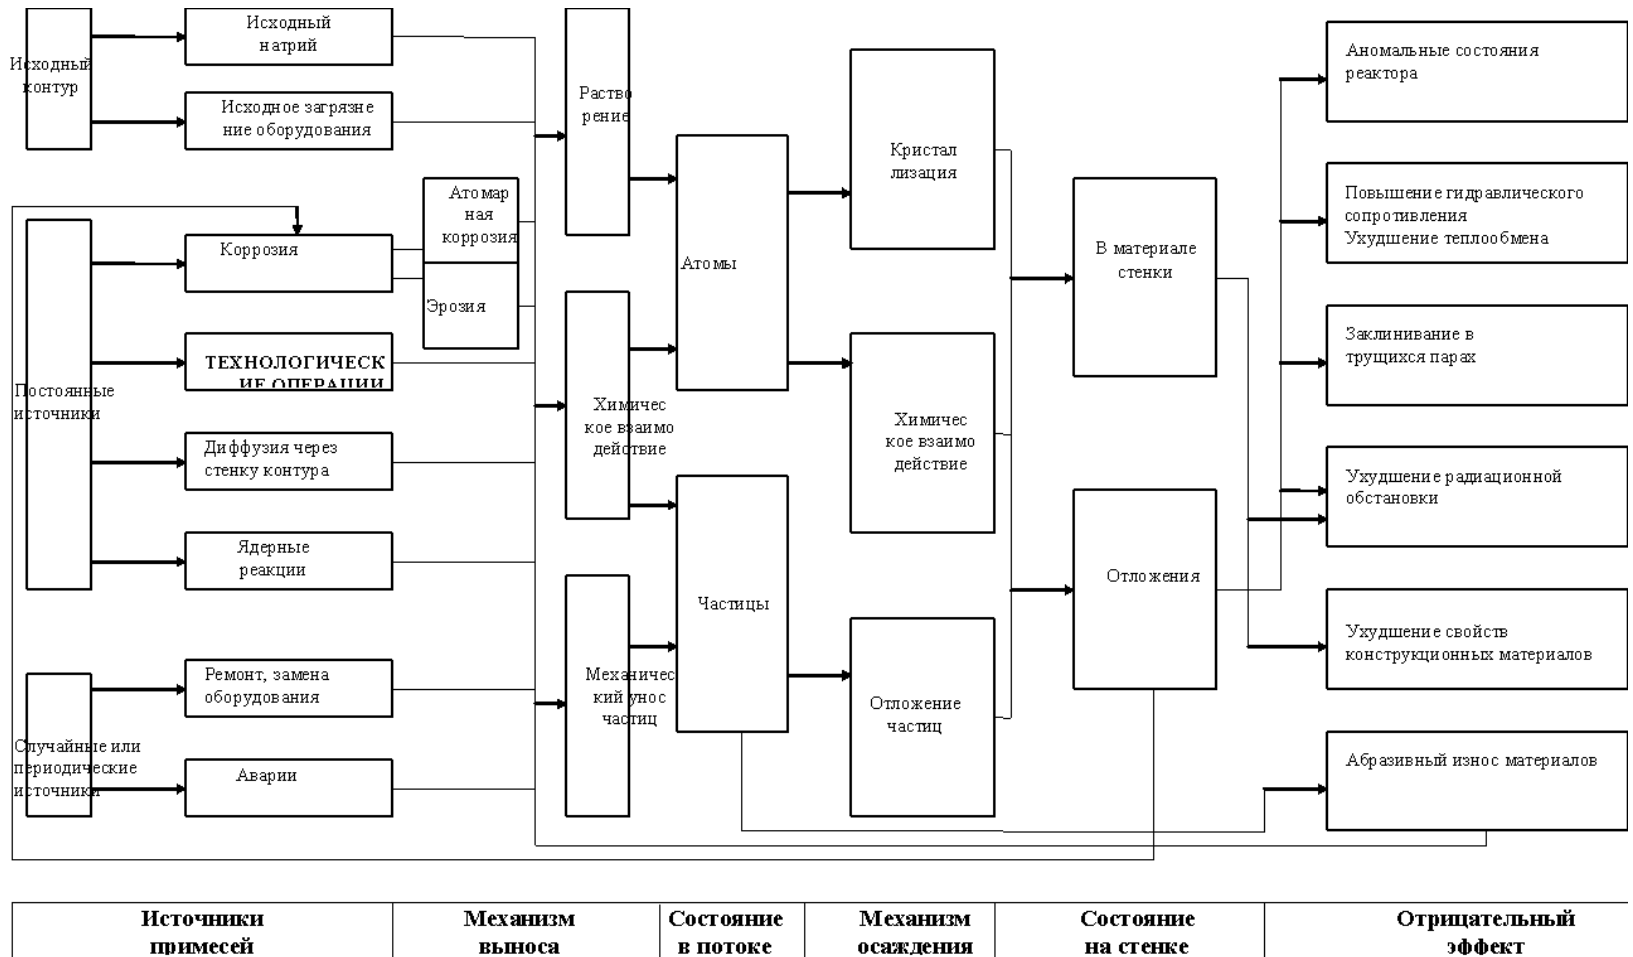 Исходный
контур
Исходный
натрий
Исходное загрязне
ние оборудования
Постоянные
источники
Коррозия
Атомар
ная
коррозия
Эрозия
ТЕХНОЛОГИЧЕСК
ИЕ ОПЕРАЦИИ
Диффузия через
стенку контура
Ядерные
реакции
Случайные или
периодические
источники
Ремонт, замена
оборудования
Аварии
Раство
рение
Химичес
кое взаимо
действие
Механичес
кий унос
частиц
Атомы
Частицы
Кристал
лизация
Химичес
кое взаимо
действие
Отложение
частиц
В материале
стенки
Отложения
Аномальные состояния
реактора
Повышение гидравлического
сопротивления
Ухудшение теплообмена
Заклинивание в
трущихся парах
Ухудшение радиационной
обстановки
Ухудшение свойств
конструкционных материалов
Абразивный износ материалов
Источники
примесей
Механизм
выноса
Состояние
в потоке
Механизм
осаждения
Состояние
на стенке
Отрицательный
эффект